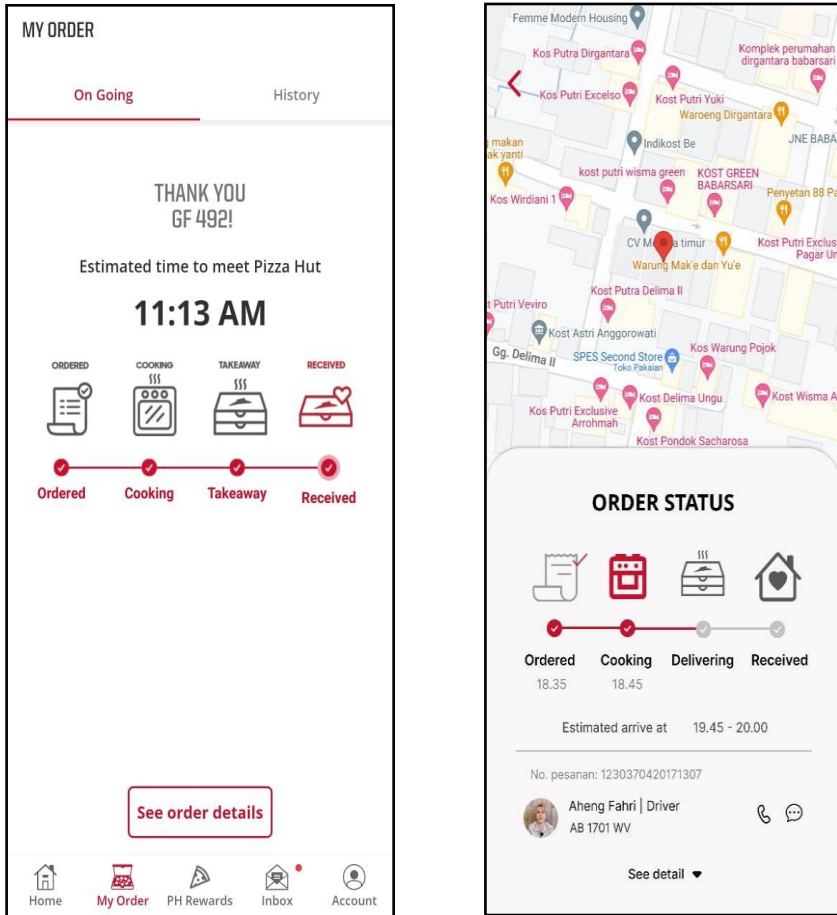 MY ORDER
On Going
History
THANK YOU
GF 492!
Estimated time to meet Pizza Hut
11:13 AM
ORDERED
COOKING
TAKEAWAY
RECEIVED
Ordered
Cooking
Takeaway
Received
See order details
Home
My Order
PH Rewards
Inbox
Account
Femme Modern Housing
Kos Putra Dirgantara
Komplek perumahan
dirgantara babarsari
Kos Putri Excelso
Kost Putri Yuki
Waroeng Dirgantara
makan
ak yanti
Indikost Be
JNE BABA
kost putri wisma green
KOST GREEN
BABARSARI
Kos Wirdiani 1
Penyetan 88 Pa
CV M a timur
Kost Putri Exclus
Pagar Un
Warung Mak'e dan Yu'e
Kost Putra Delima II
t Putri Veviro
Kost Astri Anggorowati
Gg. Delima II
SPES Second Store
Toko Pakaian
Kos Warung Pojok
Kos Putri Exclusive
Arrohmah
Kost Delima Ungu
Kost Wisma A
Kost Pondok Sacharosa
ORDER STATUS
Ordered
Cooking
Delivering
Received
18.35
18.45
Estimated arrive at 19.45 - 20.00
No. pesanan: 1230370420171307
Aheng Fahri | Driver
AB 1701 WV
See detail